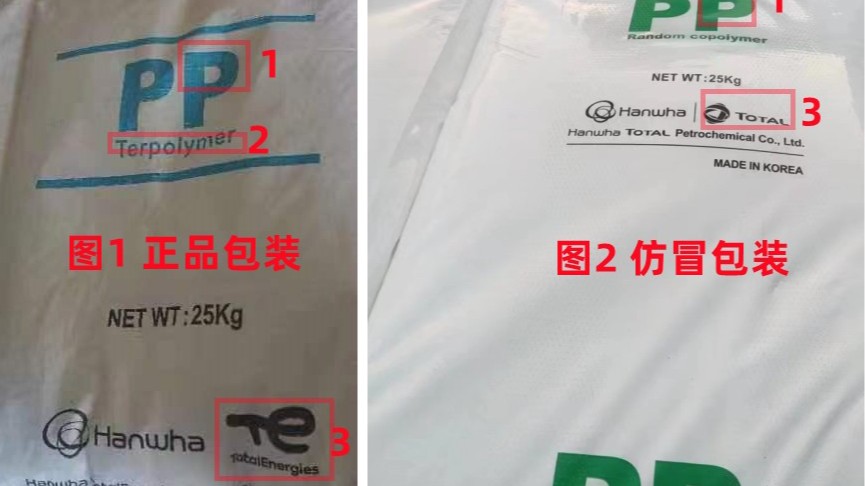 PP
1
Terpolymer
2
图1 正品包装
NET WT:25Kg
Hanwha
TotalEnergies
3
PP
1
Random copolymer
NET WT:25Kg
Hanwha | TOTAL
3
Hanwha TOTAL Petrochemical Co., Ltd.
MADE IN KOREA
图2 仿冒包装
PP